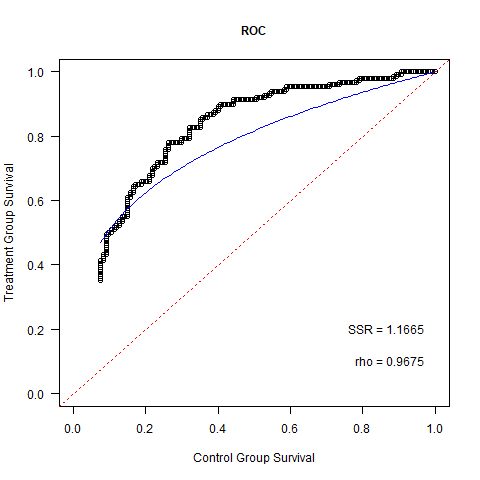 ROC
Treatment Group Survival
1.0
0.8
0.6
0.4
0.2
0.0
SSR = 1.1665
rho = 0.9675
0.0 0.2 0.4 0.6 0.8 1.0
Control Group Survival